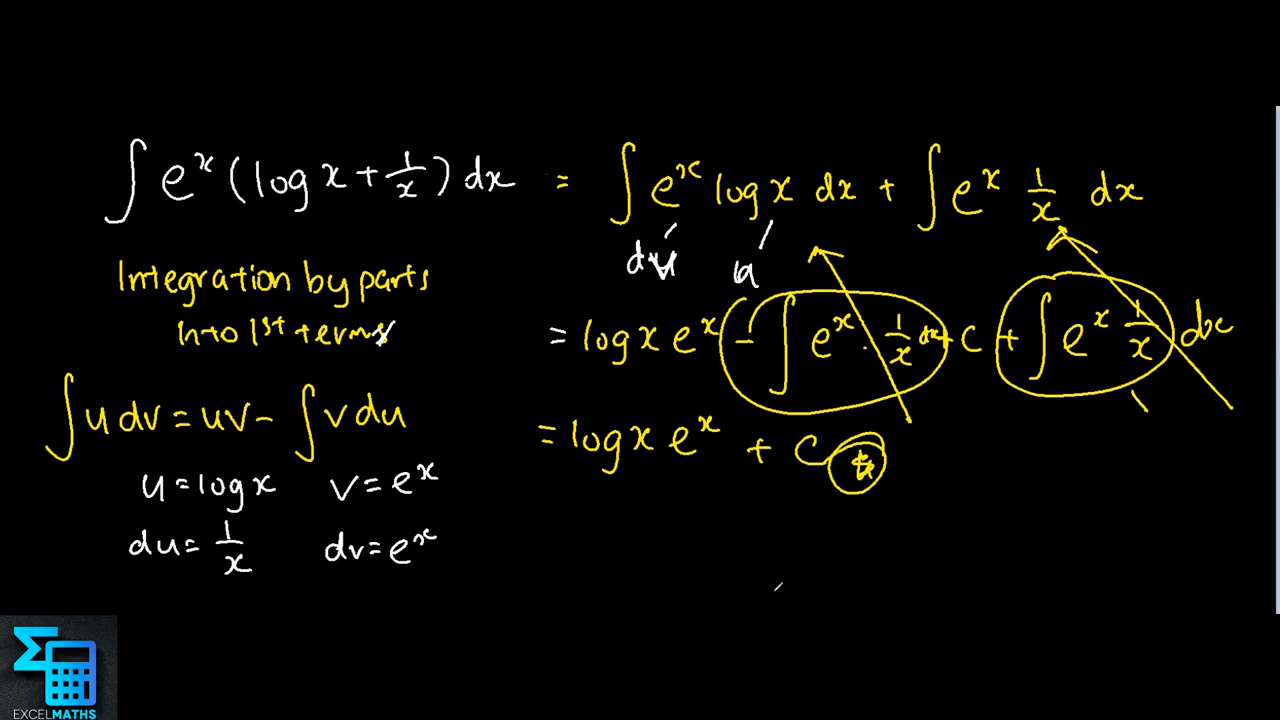 ∫ e^x (log x + 1/x) dx = ∫ e^x log x dx + ∫ e^x 1/x dx
dv u
Integration by parts
into 1st terms
= log x e^x - ∫ e^x . 1/x dx + C + ∫ e^x 1/x dx
∫ u dv = uv - ∫ v du
= log x e^x + C
u = log x v = e^x
du = 1/x dv = e^x
EXCELMATHS